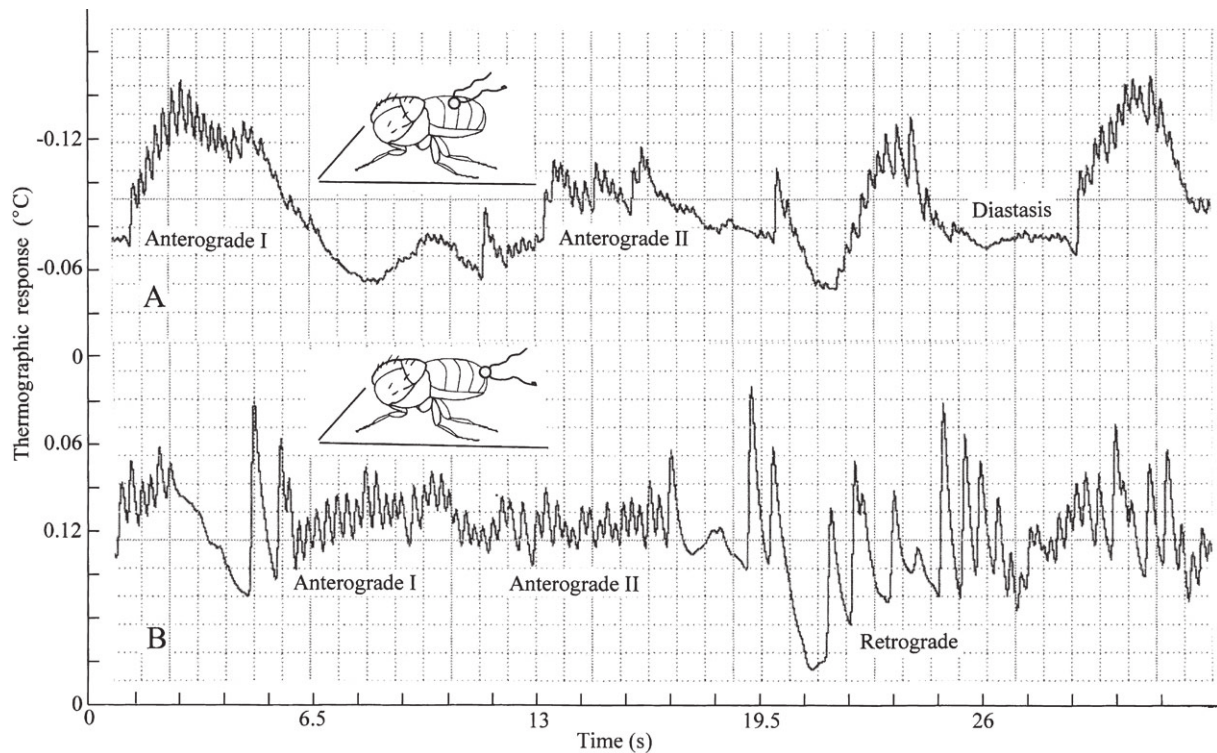 Thermographic response (°C)
-0.12
-0.06
0
0.06
0.12
0
A
Anterograde I
Anterograde II
Diastasis
B
Anterograde I
Anterograde II
Retrograde
0
6.5
13
19.5
26
Time (s)